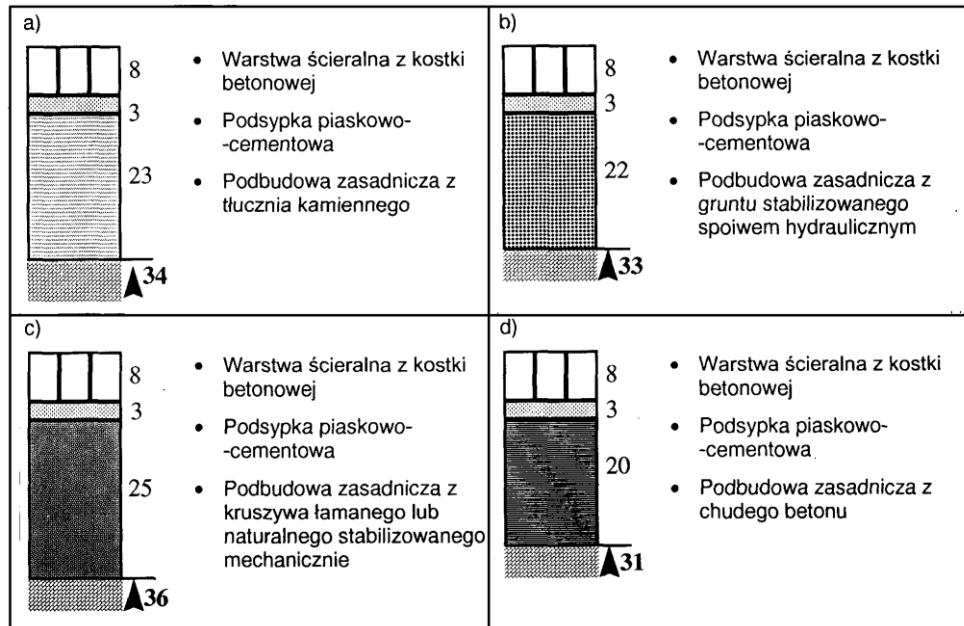 a)
8
3
23
34
• Warstwa ścieralna z kostki
betonowej
• Podsypka piaskowo-
-cementowa
• Podbudowa zasadnicza z
tłucznia kamiennego
b)
8
3
22
33
• Warstwa ścieralna z kostki
betonowej
• Podsypka piaskowo-
-cementowa
• Podbudowa zasadnicza z
gruntu stabilizowanego
spoiwem hydraulicznym
c)
8
3
25
36
• Warstwa ścieralna z kostki
betonowej
• Podsypka piaskowo-
-cementowa
• Podbudowa zasadnicza z
kruszywa łamanego lub
naturalnego stabilizowanego
mechanicznie
d)
8
3
20
31
• Warstwa ścieralna z kostki
betonowej
• Podsypka piaskowo-
-cementowa
• Podbudowa zasadnicza z
chudego betonu